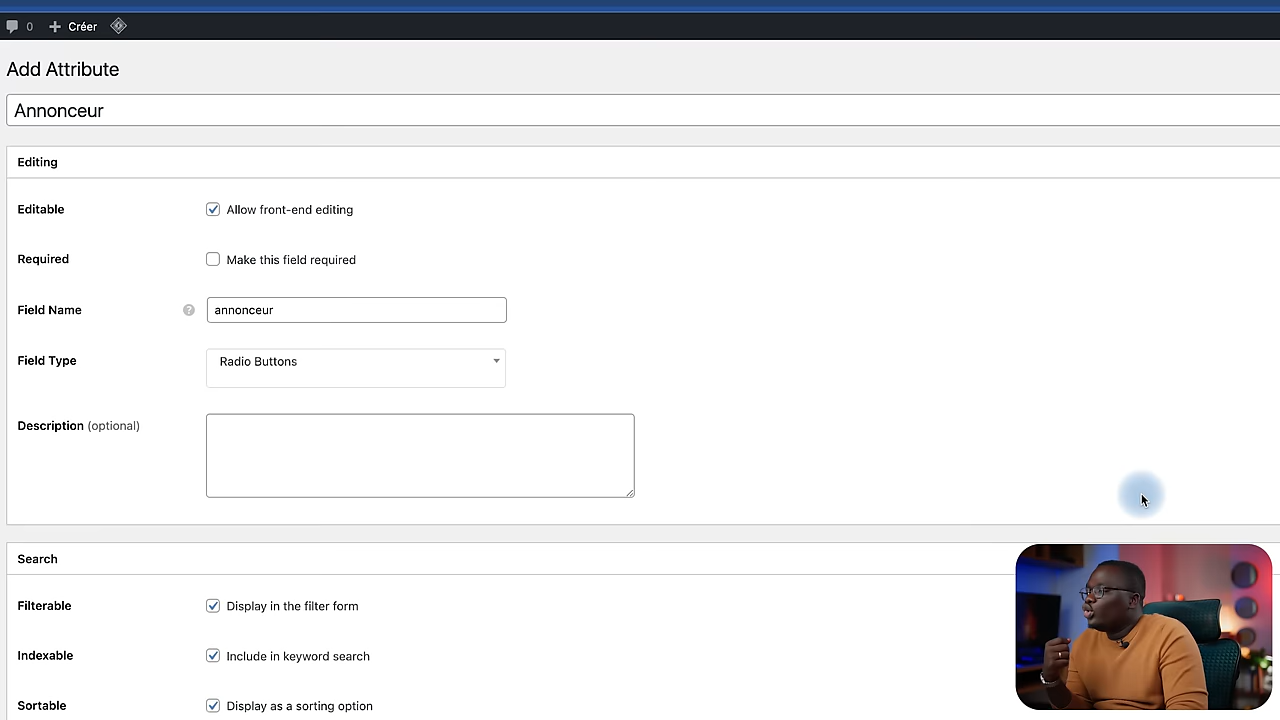 0 Créer
Add Attribute
Annonceur
Editing
Editable Allow front-end editing
Required Make this field required
Field Name ? annonceur
Field Type Radio Buttons
Description (optional)
Search
Filterable Display in the filter form
Indexable Include in keyword search
Sortable Display as a sorting option